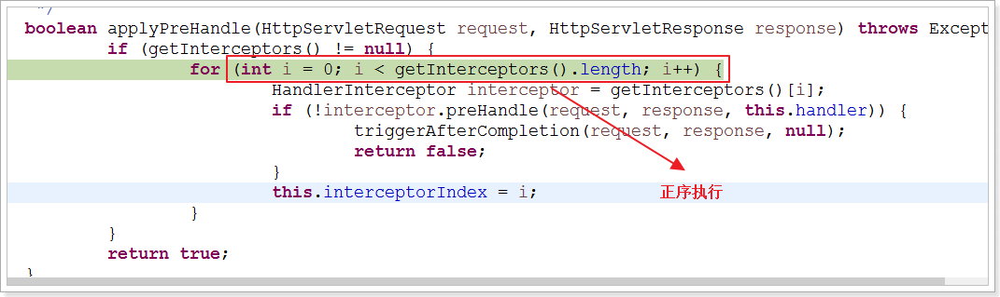 */
boolean applyPreHandle(HttpServletRequest request, HttpServletResponse response) throws Except
if (getInterceptors() != null) {
for (int i = 0; i < getInterceptors().length; i++) {
HandlerInterceptor interceptor = getInterceptors()[i];
if (!interceptor.preHandle(request, response, this.handler)) {
triggerAfterCompletion(request, response, null);
return false;
}
this.interceptorIndex = i; 正序执行
}
}
return true;
}